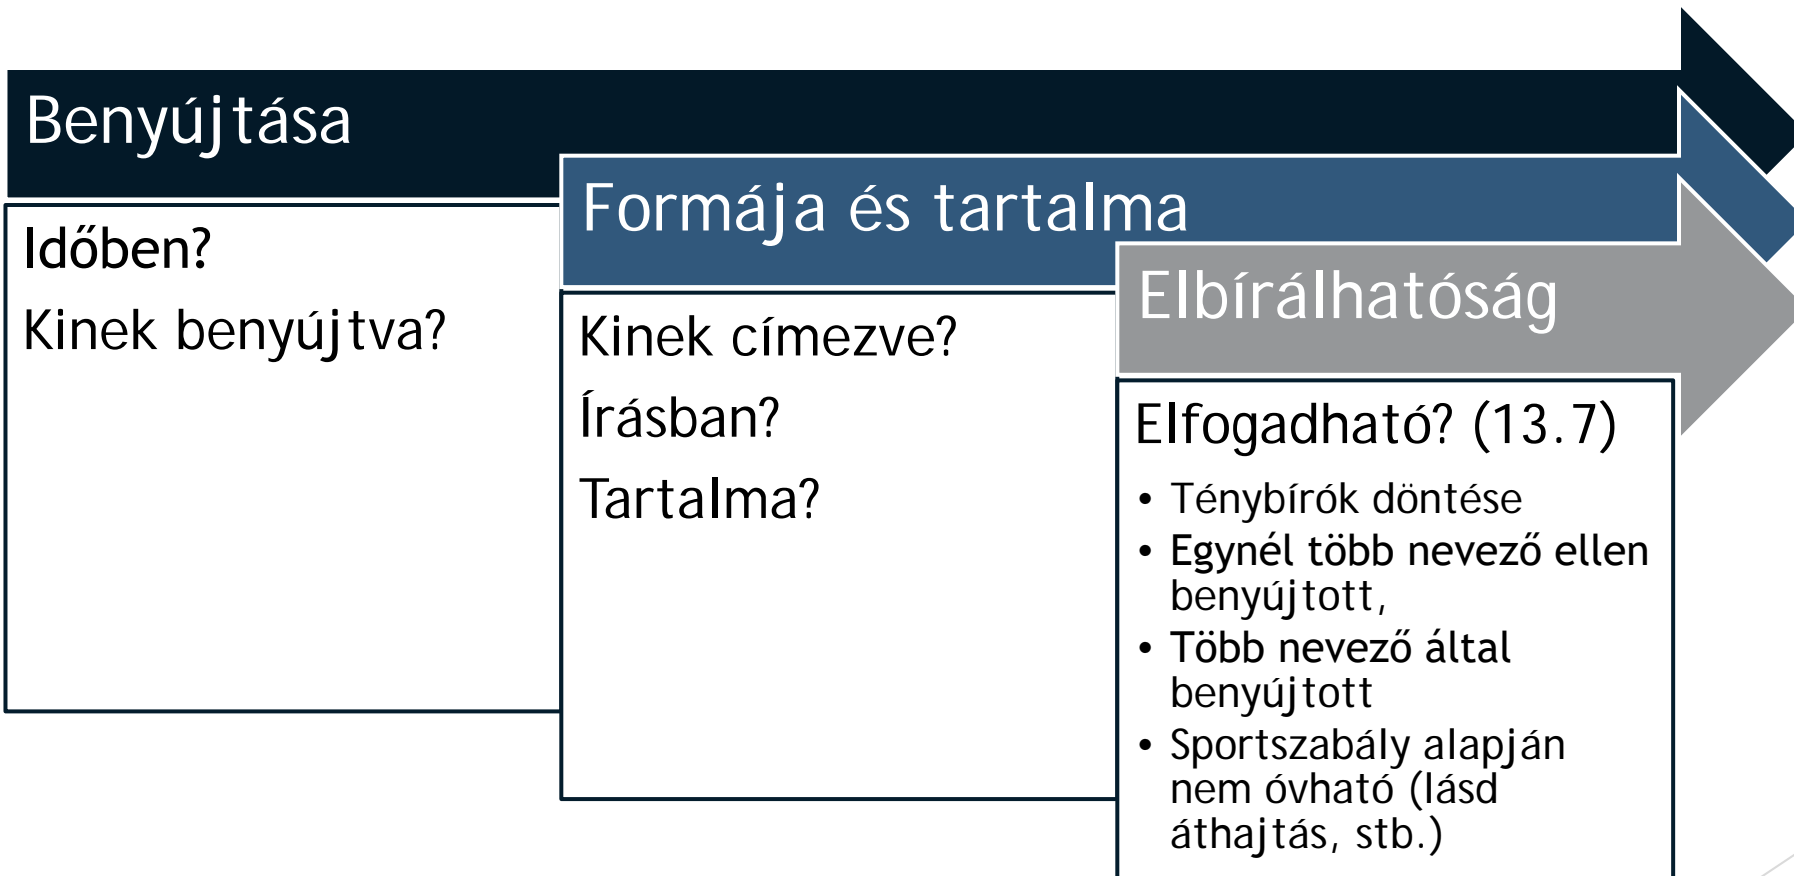 Benyújtása
Időben?
Kinek benyújtva?
Formája és tartalma
Kinek címezve?
Írásban?
Tartalma?
Elbírálhatóság
Elfogadható? (13.7)
• Ténybírók döntése
• Egynél több nevező ellen
benyújtott,
• Több nevező által
benyújtott
• Sportszabály alapján
nem óvható (lásd
áthajtás, stb.)